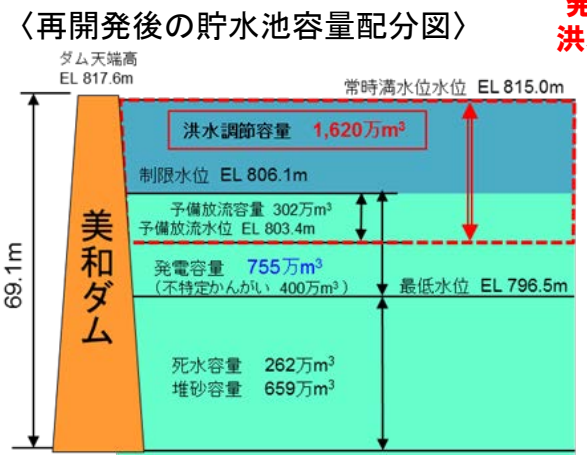 〈再開発後の貯水池容量配分図〉
洪
ダム天端高
EL 817.6m
常時満水位水位 EL 815.0m
洪水調節容量 1,620万m³
制限水位 EL 806.1m
予備放流容量 302万m³
予備放流水位 EL 803.4m
発電容量 755万m³
(不特定かんがい 400万m³)
最低水位 EL 796.5m
美和ダム
69.1m
死水容量 262万m³
堆砂容量 659万m³